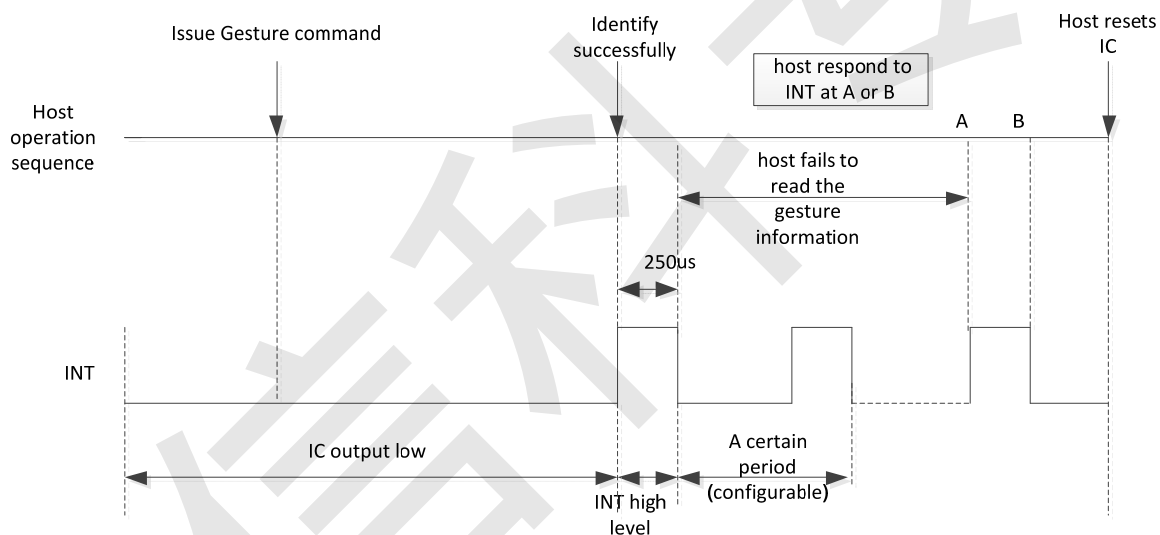 Issue Gesture command
Identify
successfully
Host resets
IC
host respond to
INT at A or B
Host
operation
sequence
A
B
host fails to
read the
gesture
information
250us
INT
IC output low
A certain
period
(configurable)
INT high
level